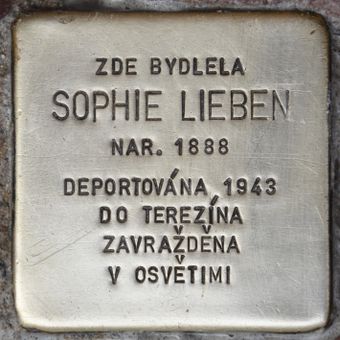 ZDE BYDLELA
SOPHIE LIEBEN
NAR. 1888
DEPORTOVÁNA 1943
DO TEREZÍNA
ZAVRAŽDĚNA
V OSVĚTIMI